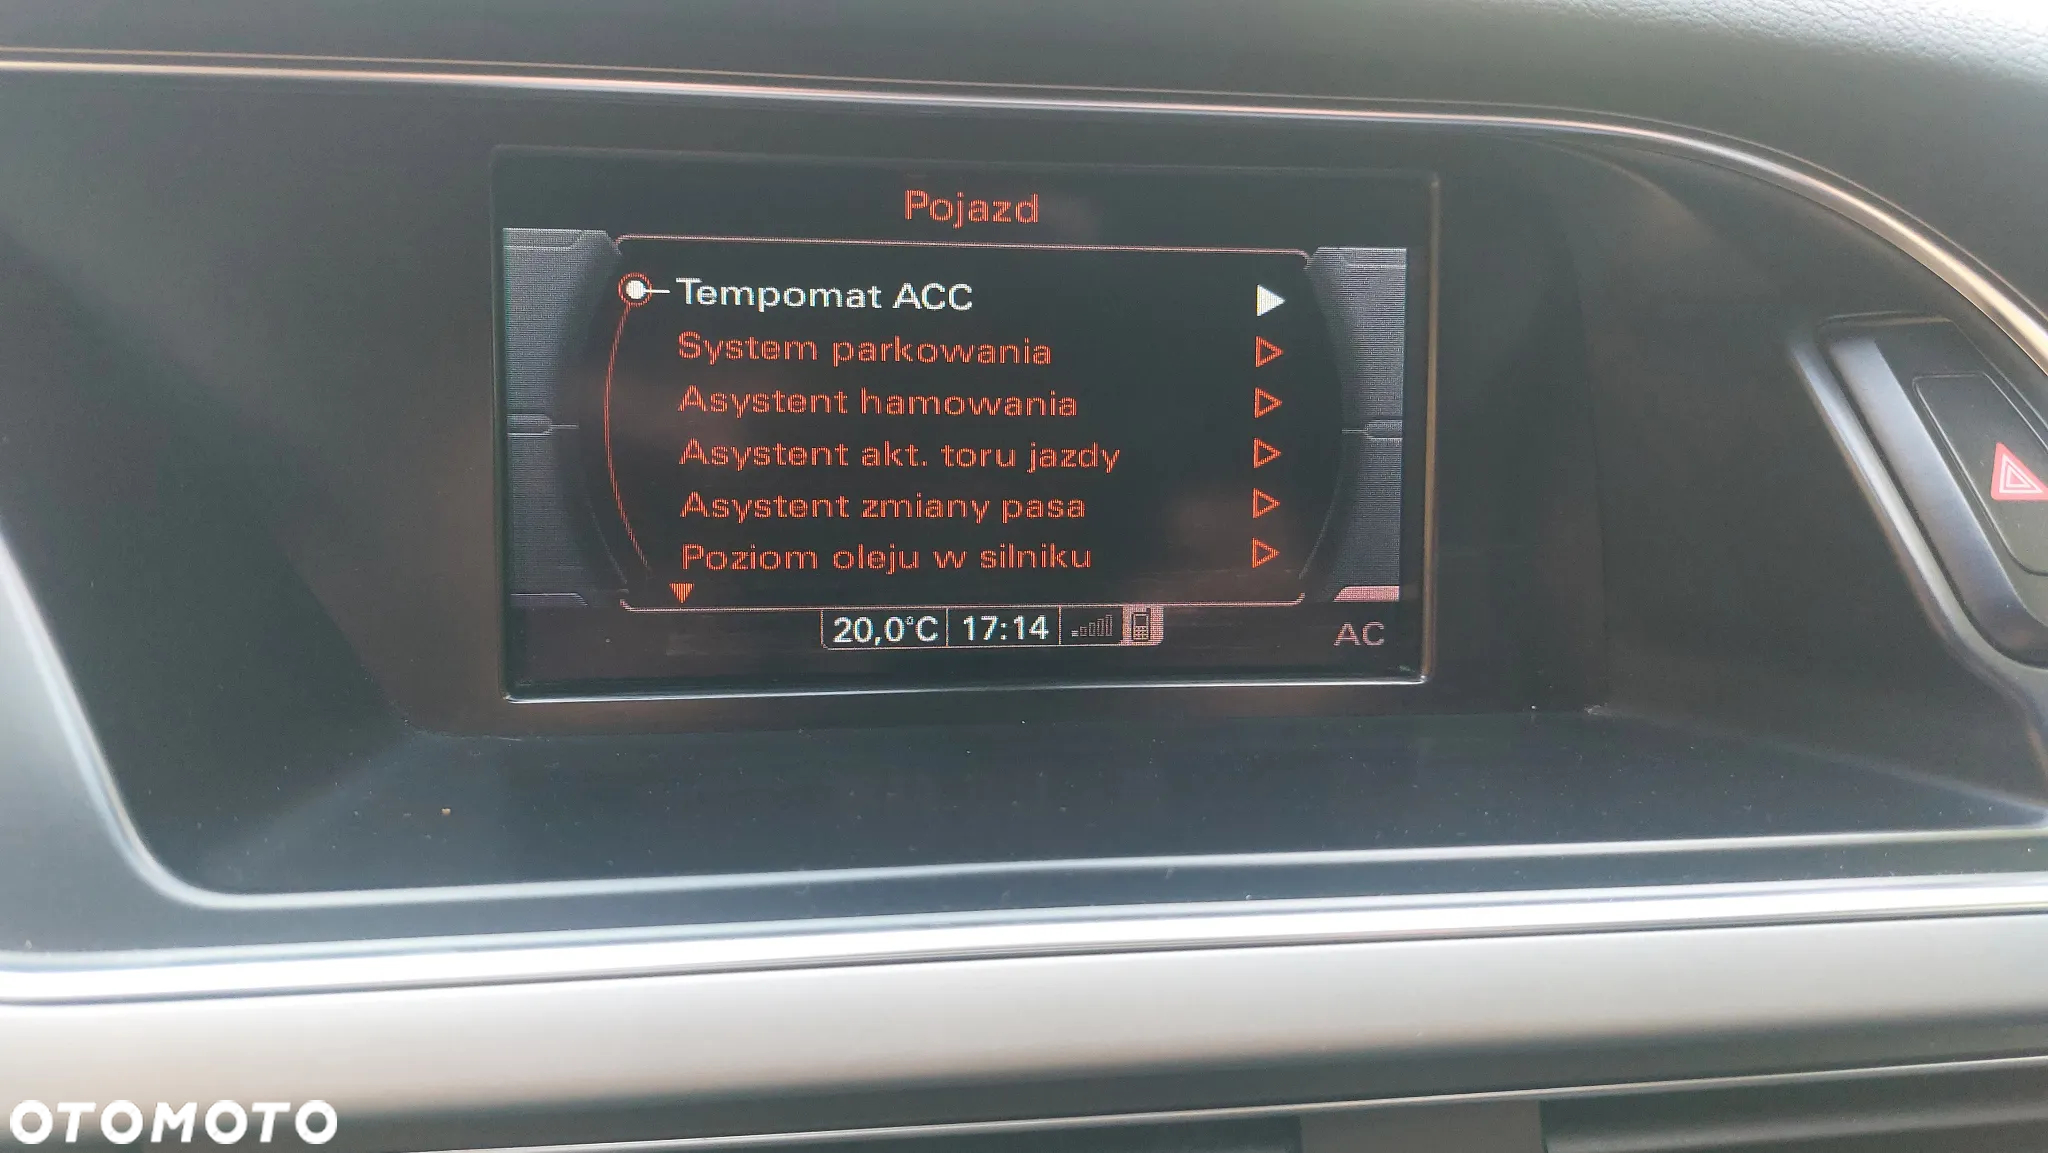 Pojazd
Tempomat ACC
System parkowania
Asystent hamowania
Asystent akt. toru jazdy
Asystent zmiany pasa
Poziom oleju w silniku
20,0°C 17:14
AC
OTOMOTO